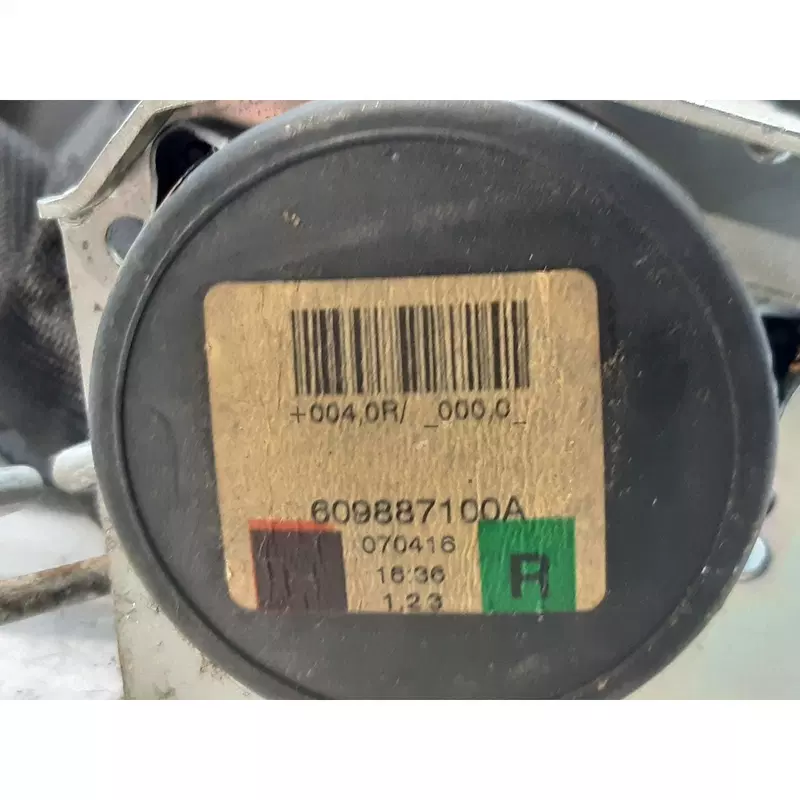 +004,0R/ _000,0_
609887100A
070416
16:36
1,2,3
R